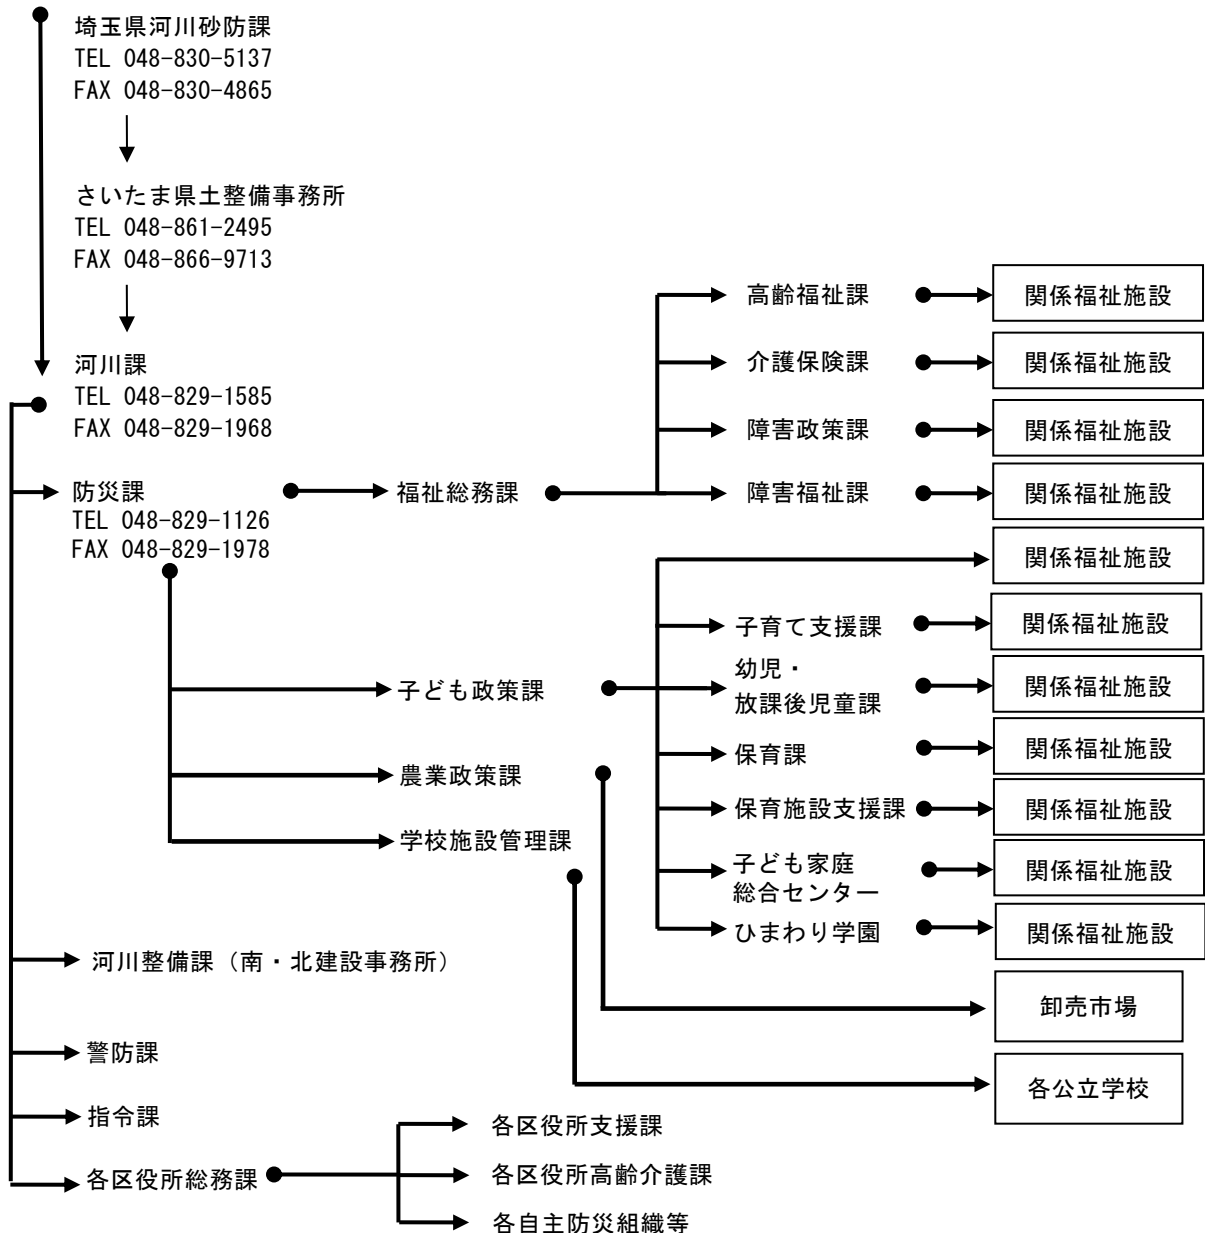 埼玉県河川砂防課
TEL 048-830-5137
FAX 048-830-4865
さいたま県土整備事務所
TEL 048-861-2495
FAX 048-866-9713
河川課
TEL 048-829-1585
FAX 048-829-1968
防災課
TEL 048-829-1126
FAX 048-829-1978
福祉総務課
高齢福祉課
関係福祉施設
介護保険課
関係福祉施設
障害政策課
関係福祉施設
障害福祉課
関係福祉施設
関係福祉施設
子ども政策課
子育て支援課
関係福祉施設
幼児・
放課後児童課
関係福祉施設
保育課
関係福祉施設
保育施設支援課
関係福祉施設
子ども家庭
総合センター
関係福祉施設
ひまわり学園
関係福祉施設
農業政策課
卸売市場
学校施設管理課
各公立学校
河川整備課（南・北建設事務所）
警防課
指令課
各区役所総務課
各区役所支援課
各区役所高齢介護課
各自主防災組織等